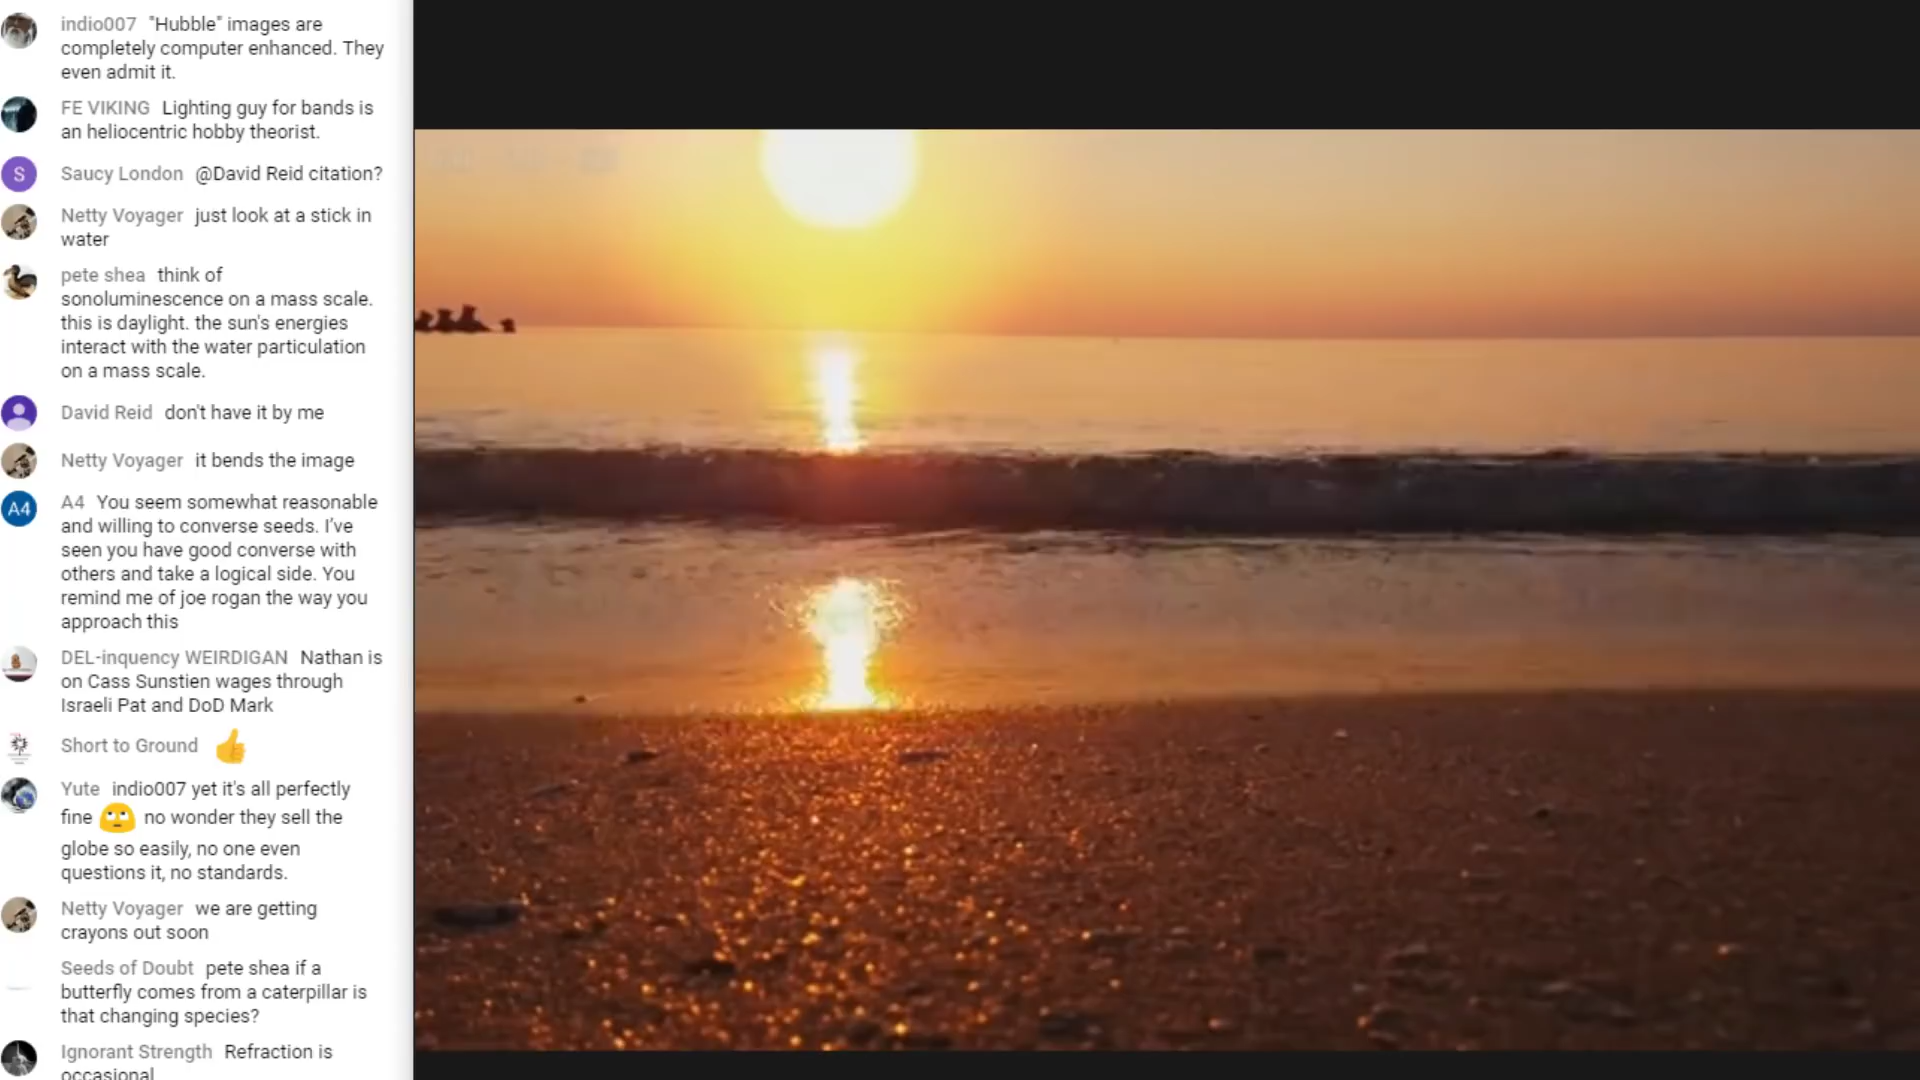 indio007 "Hubble" images are
completely computer enhanced. They
even admit it.
FE VIKING Lighting guy for bands is
an heliocentric hobby theorist.
S Saucy London @David Reid citation?
Netty Voyager just look at a stick in
water
pete shea think of
sonoluminescence on a mass scale.
this is daylight. the sun's energies
interact with the water particulation
on a mass scale.
David Reid don't have it by me
Netty Voyager it bends the image
A4 A4 You seem somewhat reasonable
and willing to converse seeds. I've
seen you have good converse with
others and take a logical side. You
remind me of joe rogan the way you
approach this
DEL-inquency WEIRDIGAN Nathan is
on Cass Sunstien wages through
Israeli Pat and DoD Mark
Short to Ground 👍
Yute indio007 yet it's all perfectly
fine 🙄 no wonder they sell the
globe so easily, no one even
questions it, no standards.
Netty Voyager we are getting
crayons out soon
Seeds of Doubt pete shea if a
butterfly comes from a caterpillar is
that changing species?
Ignorant Strength Refraction is
occasional